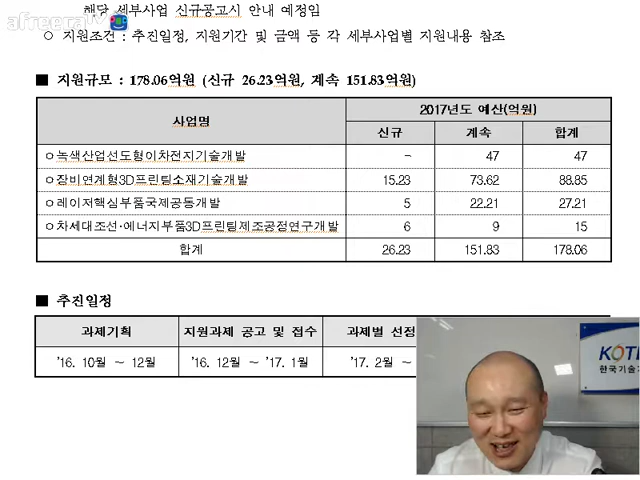 해당 세부사업 신규공고시 안내 예정임
afreecaTV
ㅇ 지원조건 : 추진일정, 지원기간 및 금액 등 각 세부사업별 지원내용 참조
■ 지원규모 : 178.06억원 (신규 26.23억원, 계속 151.83억원)
사업명
2017년도 예산(억원)
신규 계속 합계
ㅇ녹색산업선도형이차전지기술개발 - 47 47
ㅇ장비연계형3D프린팅소재기술개발 15.23 73.62 88.85
ㅇ레이저핵심부품국제공동개발 5 22.21 27.21
ㅇ차세대조선·에너지부품3D프린팅제조공정연구개발 6 9 15
합계 26.23 151.83 178.06
■ 추진일정
과제기획 지원과제 공고 및 접수 과제별 선정
'16. 10월 ~ 12월 '16. 12월 ~ '17. 1월 '17. 2월 ~
한국기술